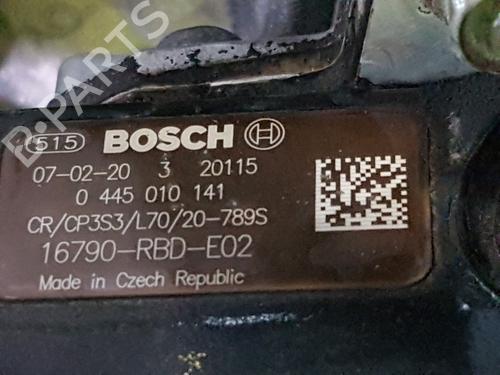 B-PARTS
515 BOSCH
07-02-20 3 20115
0 445 010 141
CR/CP3S3/L70/20-789S
16790-RBD-E02
Made in Czech Republic